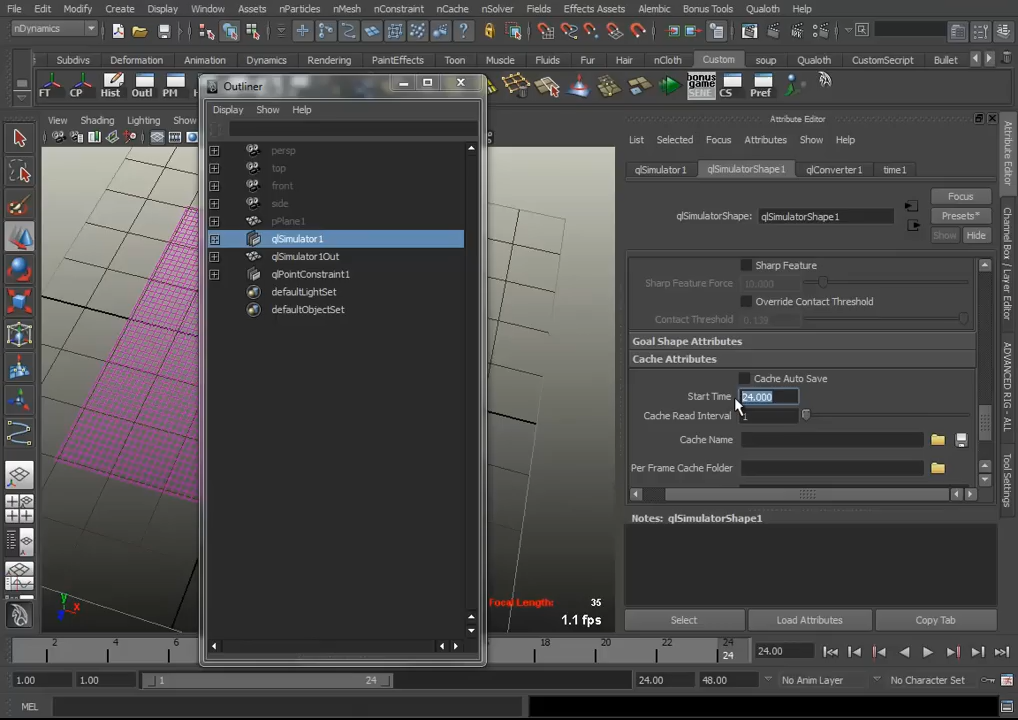 File Edit Modify Create Display Window Assets nParticles nMesh nConstraint nCache nSolver Fields Effects Assets Alembic Bonus Tools Qualoth Help
nDynamics
Subdivs Deformation Animation Dynamics Rendering PaintEffects Toon Muscle Fluids Fur Hair nCloth Custom soup Qualoth CustomScript Bullet
FT CP Hist Outl PM bonus game SENE CS Pref
View Shading Lighting Show
Outliner
Display Show Help
persp
top
front
side
pPlane1
qlSimulator1
qlSimulator1Out
qlPointConstraint1
defaultLightSet
defaultObjectSet
Focal Length: 35
1.1 fps
y
x
Attribute Editor
List Selected Focus Attributes Show Help
qlSimulator1 qlSimulatorShape1 qlConverter1 time1
qlSimulatorShape: qlSimulatorShape1
Focus
Presets*
Show Hide
Sharp Feature
Sharp Feature Force 10.000
Override Contact Threshold
Contact Threshold 0.139
Goal Shape Attributes
Cache Attributes
Cache Auto Save
Start Time 24.000
Cache Read Interval 1
Cache Name
Per Frame Cache Folder
Notes: qlSimulatorShape1
Select Load Attributes Copy Tab
Attribute Editor
Channel Box / Layer Editor
ADVANCED RIG - ALL
Tool Settings
2 4 6 18 20 22 24
24
24.00
1.00 1.00 1 24 24.00 48.00 No Anim Layer No Character Set
MEL